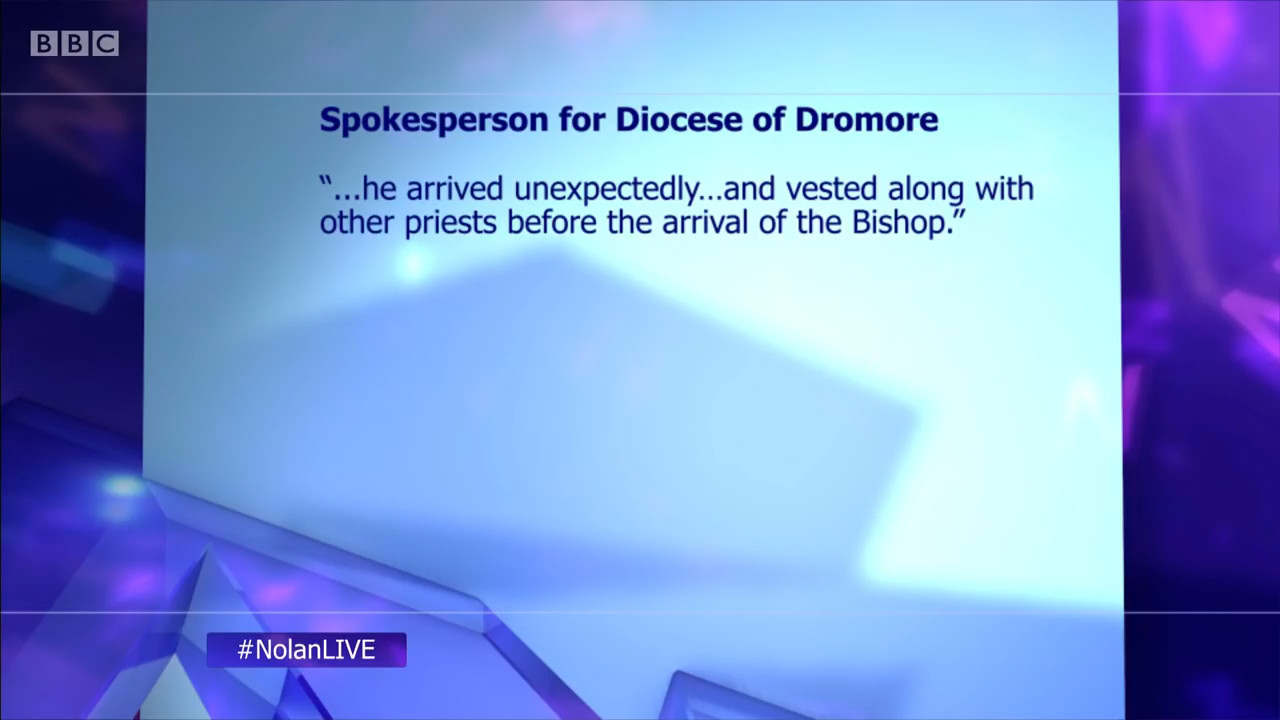 BBC
Spokesperson for Diocese of Dromore
“...he arrived unexpectedly...and vested along with
other priests before the arrival of the Bishop.”
#NolanLIVE